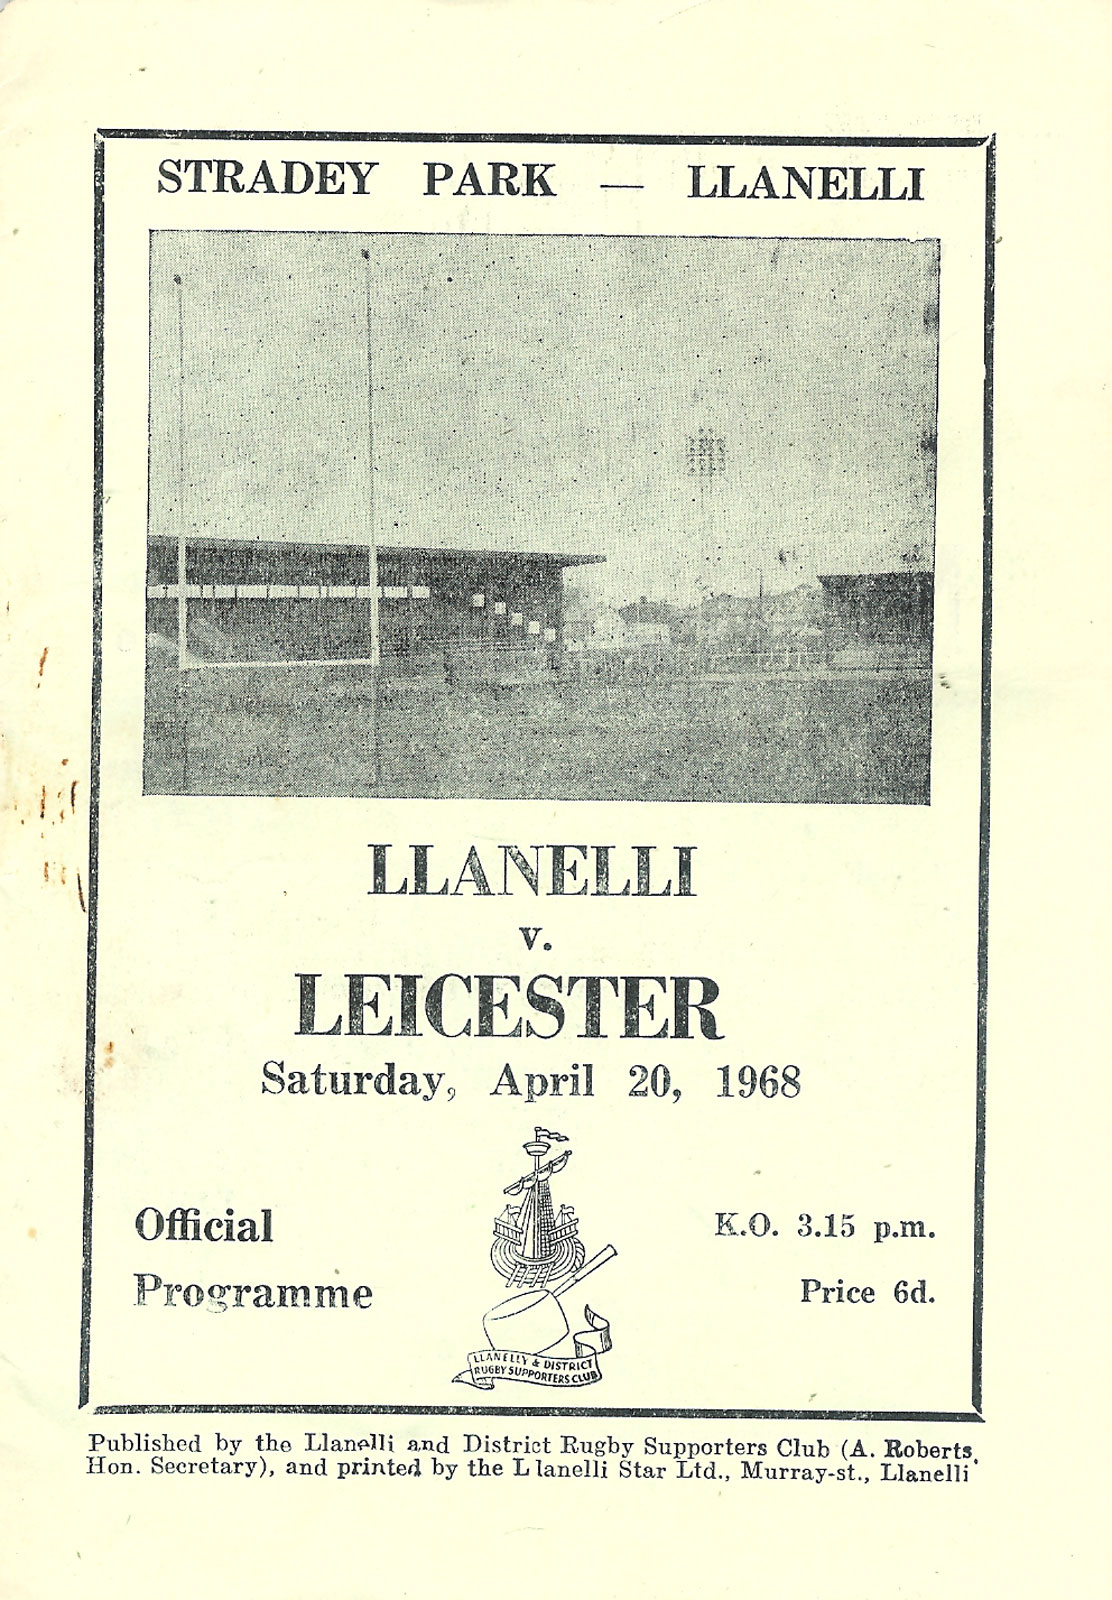 STRADEY PARK — LLANELLI
LLANELLI
v.
LEICESTER
Saturday, April 20, 1968
Official
Programme
K.O. 3.15 p.m.
Price 6d.
LLANELLY & DISTRICT
RUGBY SUPPORTERS CLUB
Published by the Llanelli and District Rugby Supporters Club (A. Roberts,
Hon. Secretary), and printed by the Llanelli Star Ltd., Murray-st., Llanelli.